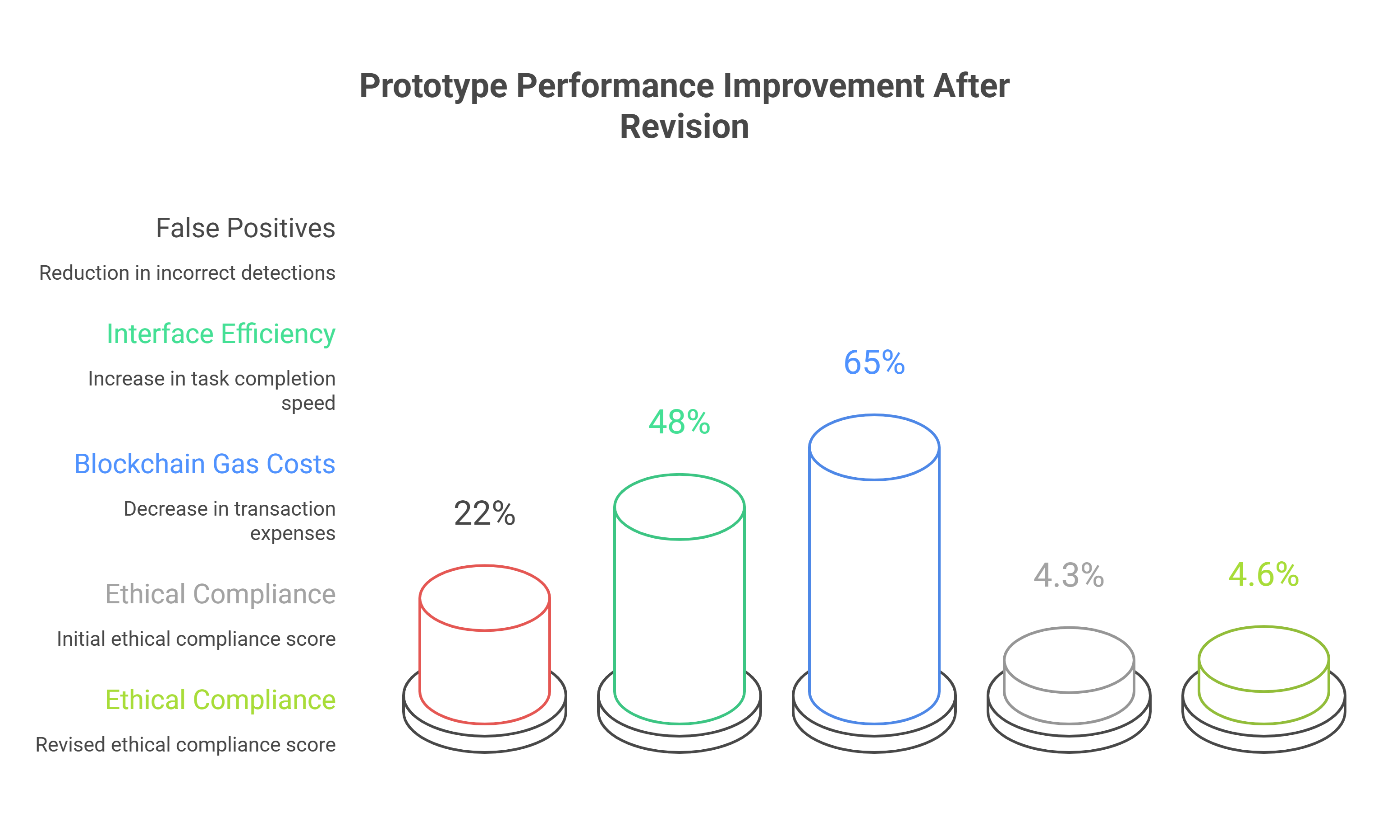 Prototype Performance Improvement After
Revision
False Positives
Reduction in incorrect detections
Interface Efficiency
Increase in task completion
speed
Blockchain Gas Costs
Decrease in transaction
expenses
Ethical Compliance
Initial ethical compliance score
Ethical Compliance
Revised ethical compliance score
22%
48%
65%
4.3%
4.6%